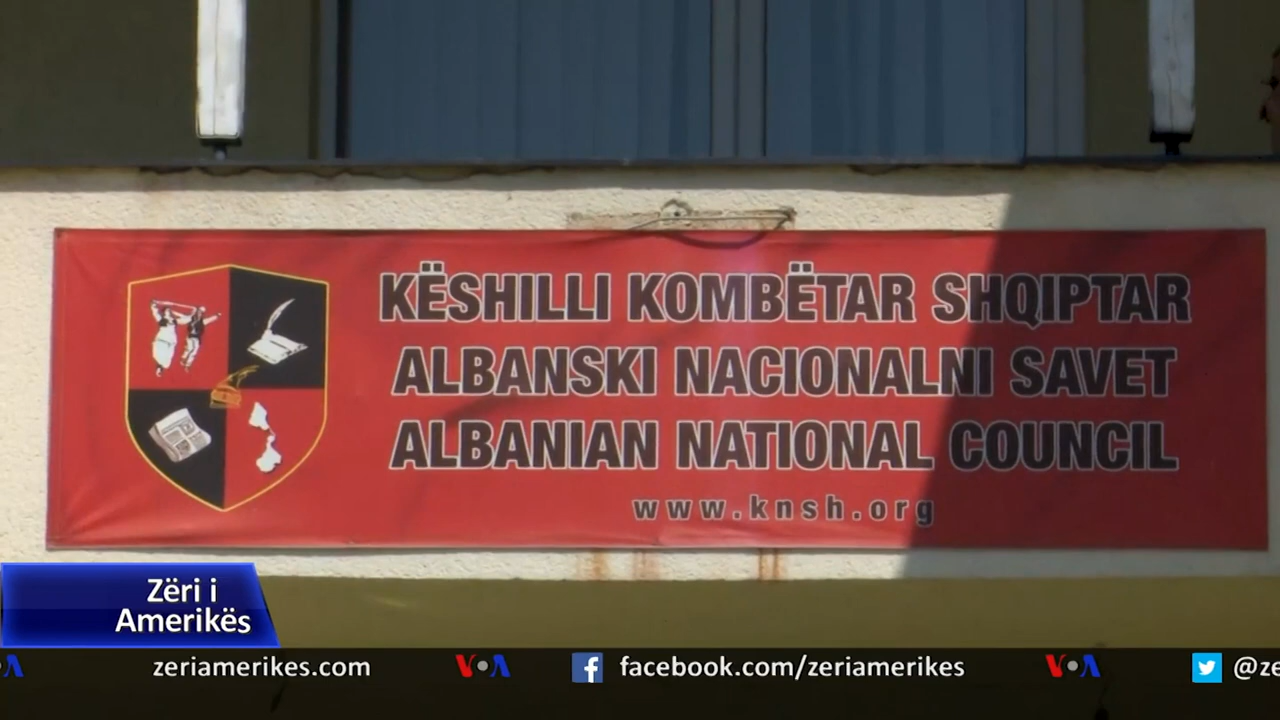 KËSHILLI KOMBËTAR SHQIPTAR
ALBANSKI NACIONALNI SAVET
ALBANIAN NATIONAL COUNCIL
www.knsh.org
Zëri i
Amerikës
zeriamerikes.com VOA facebook.com/zeriamerikes VOA @ze